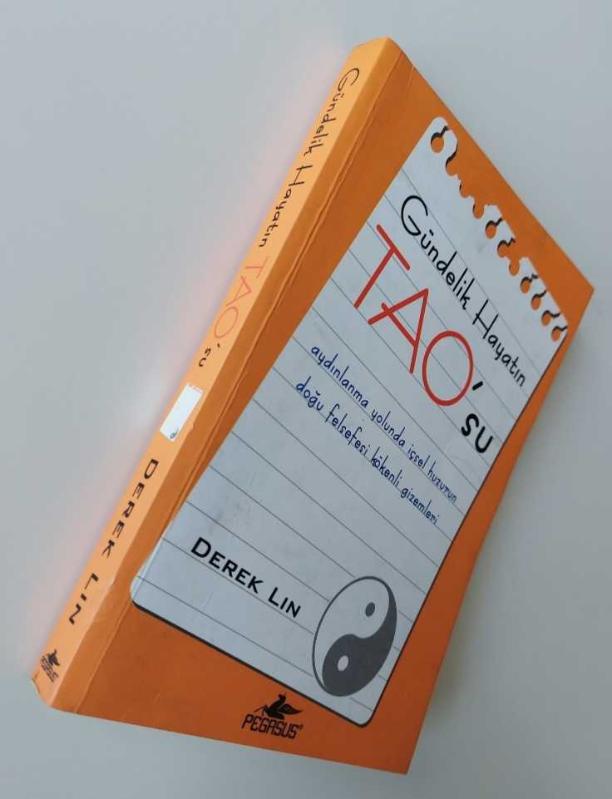 Gündelik Hayatın TAO'su
DEREK LIN
Gündelik Hayatın
TAO'su
aydınlanma yolunda içsel huzurun
doğu felsefesi kökenli gizemleri
DEREK LIN
PEGASUS